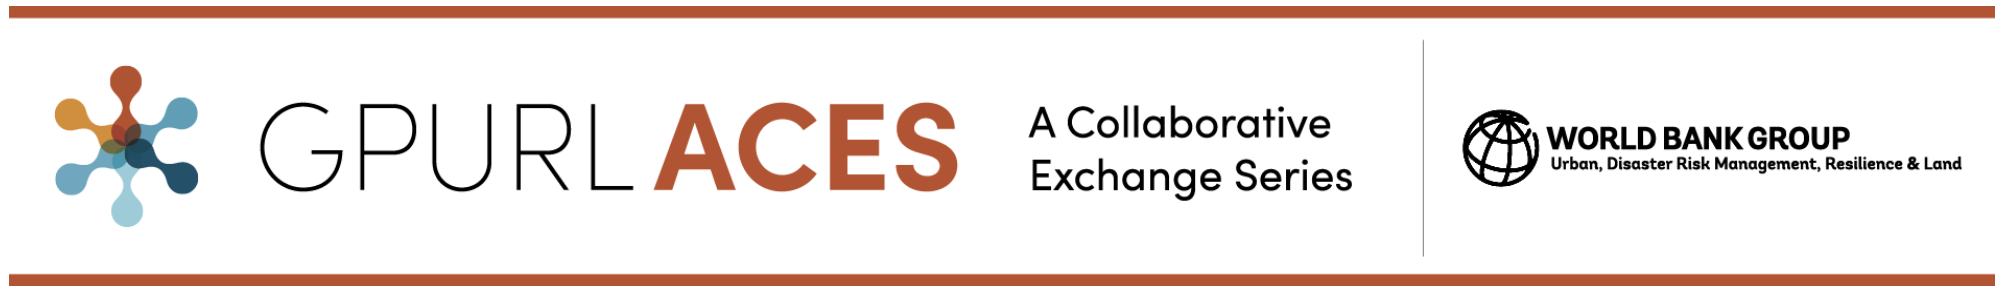 GPURL ACES
A Collaborative
Exchange Series
WORLD BANK GROUP
Urban, Disaster Risk Management, Resilience & Land